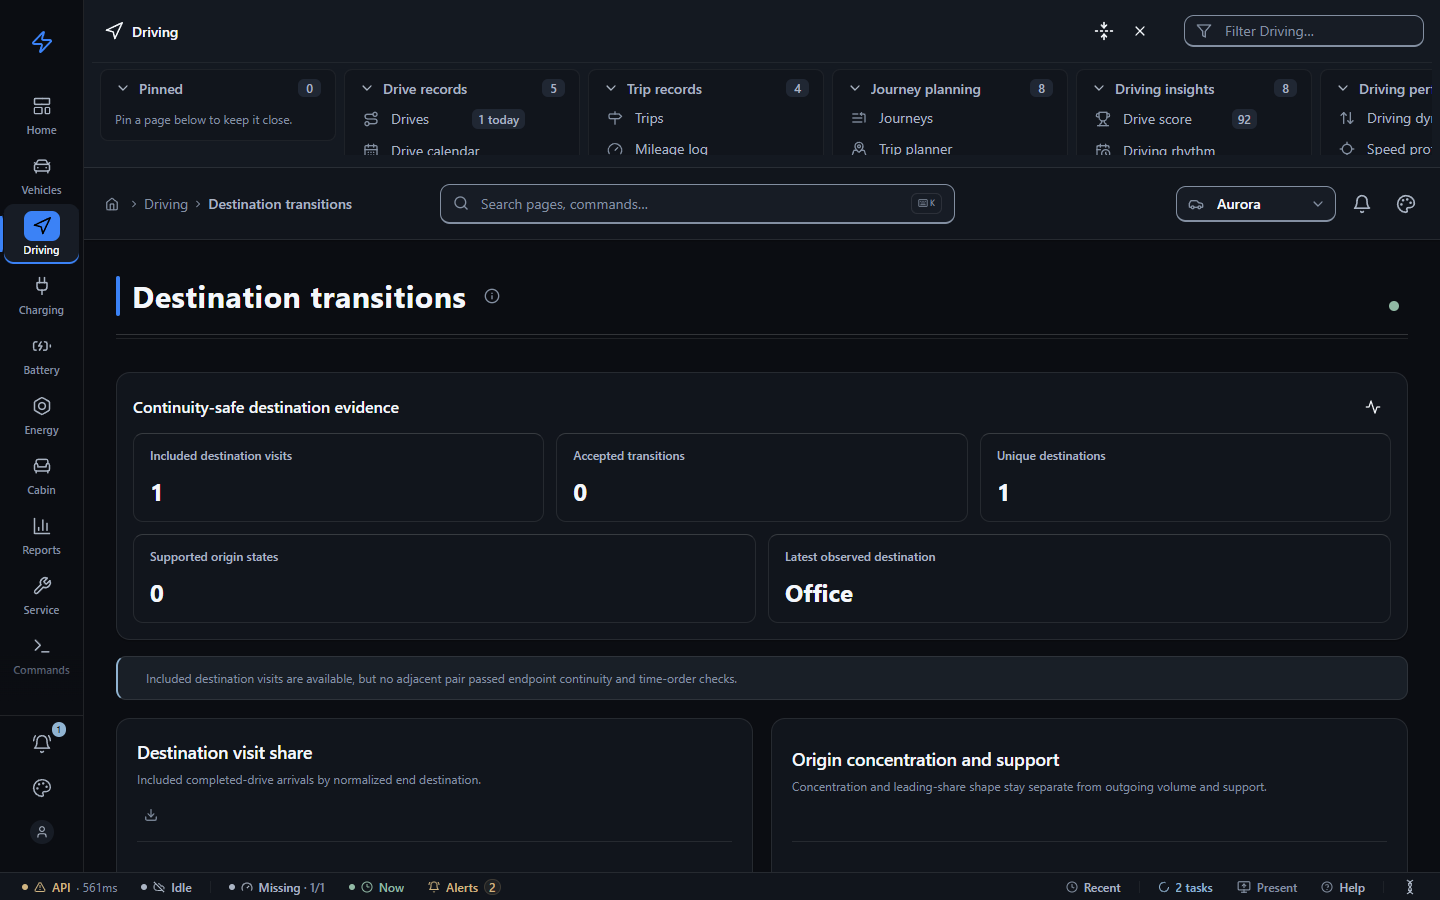 Home
Vehicles
Driving
Charging
Battery
Energy
Cabin
Reports
Service
Commands
1
Driving
Filter Driving...
Pinned 0
Pin a page below to keep it close.
Drive records 5
Drives 1 today
Drive calendar
Trip records 4
Trips
Mileage log
Journey planning 8
Journeys
Trip planner
Driving insights 8
Drive score 92
Driving rhythm
Driving per
Driving dy
Speed pro
Driving
Destination transitions
Search pages, commands...
K
Aurora
Destination transitions
Continuity-safe destination evidence
Included destination visits
1
Accepted transitions
0
Unique destinations
1
Supported origin states
0
Latest observed destination
Office
Included destination visits are available, but no adjacent pair passed endpoint continuity and time-order checks.
Destination visit share
Included completed-drive arrivals by normalized end destination.
Origin concentration and support
Concentration and leading-share shape stay separate from outgoing volume and support.
API · 561ms
Idle
Missing · 1/1
Now
Alerts 2
Recent
2 tasks
Present
Help